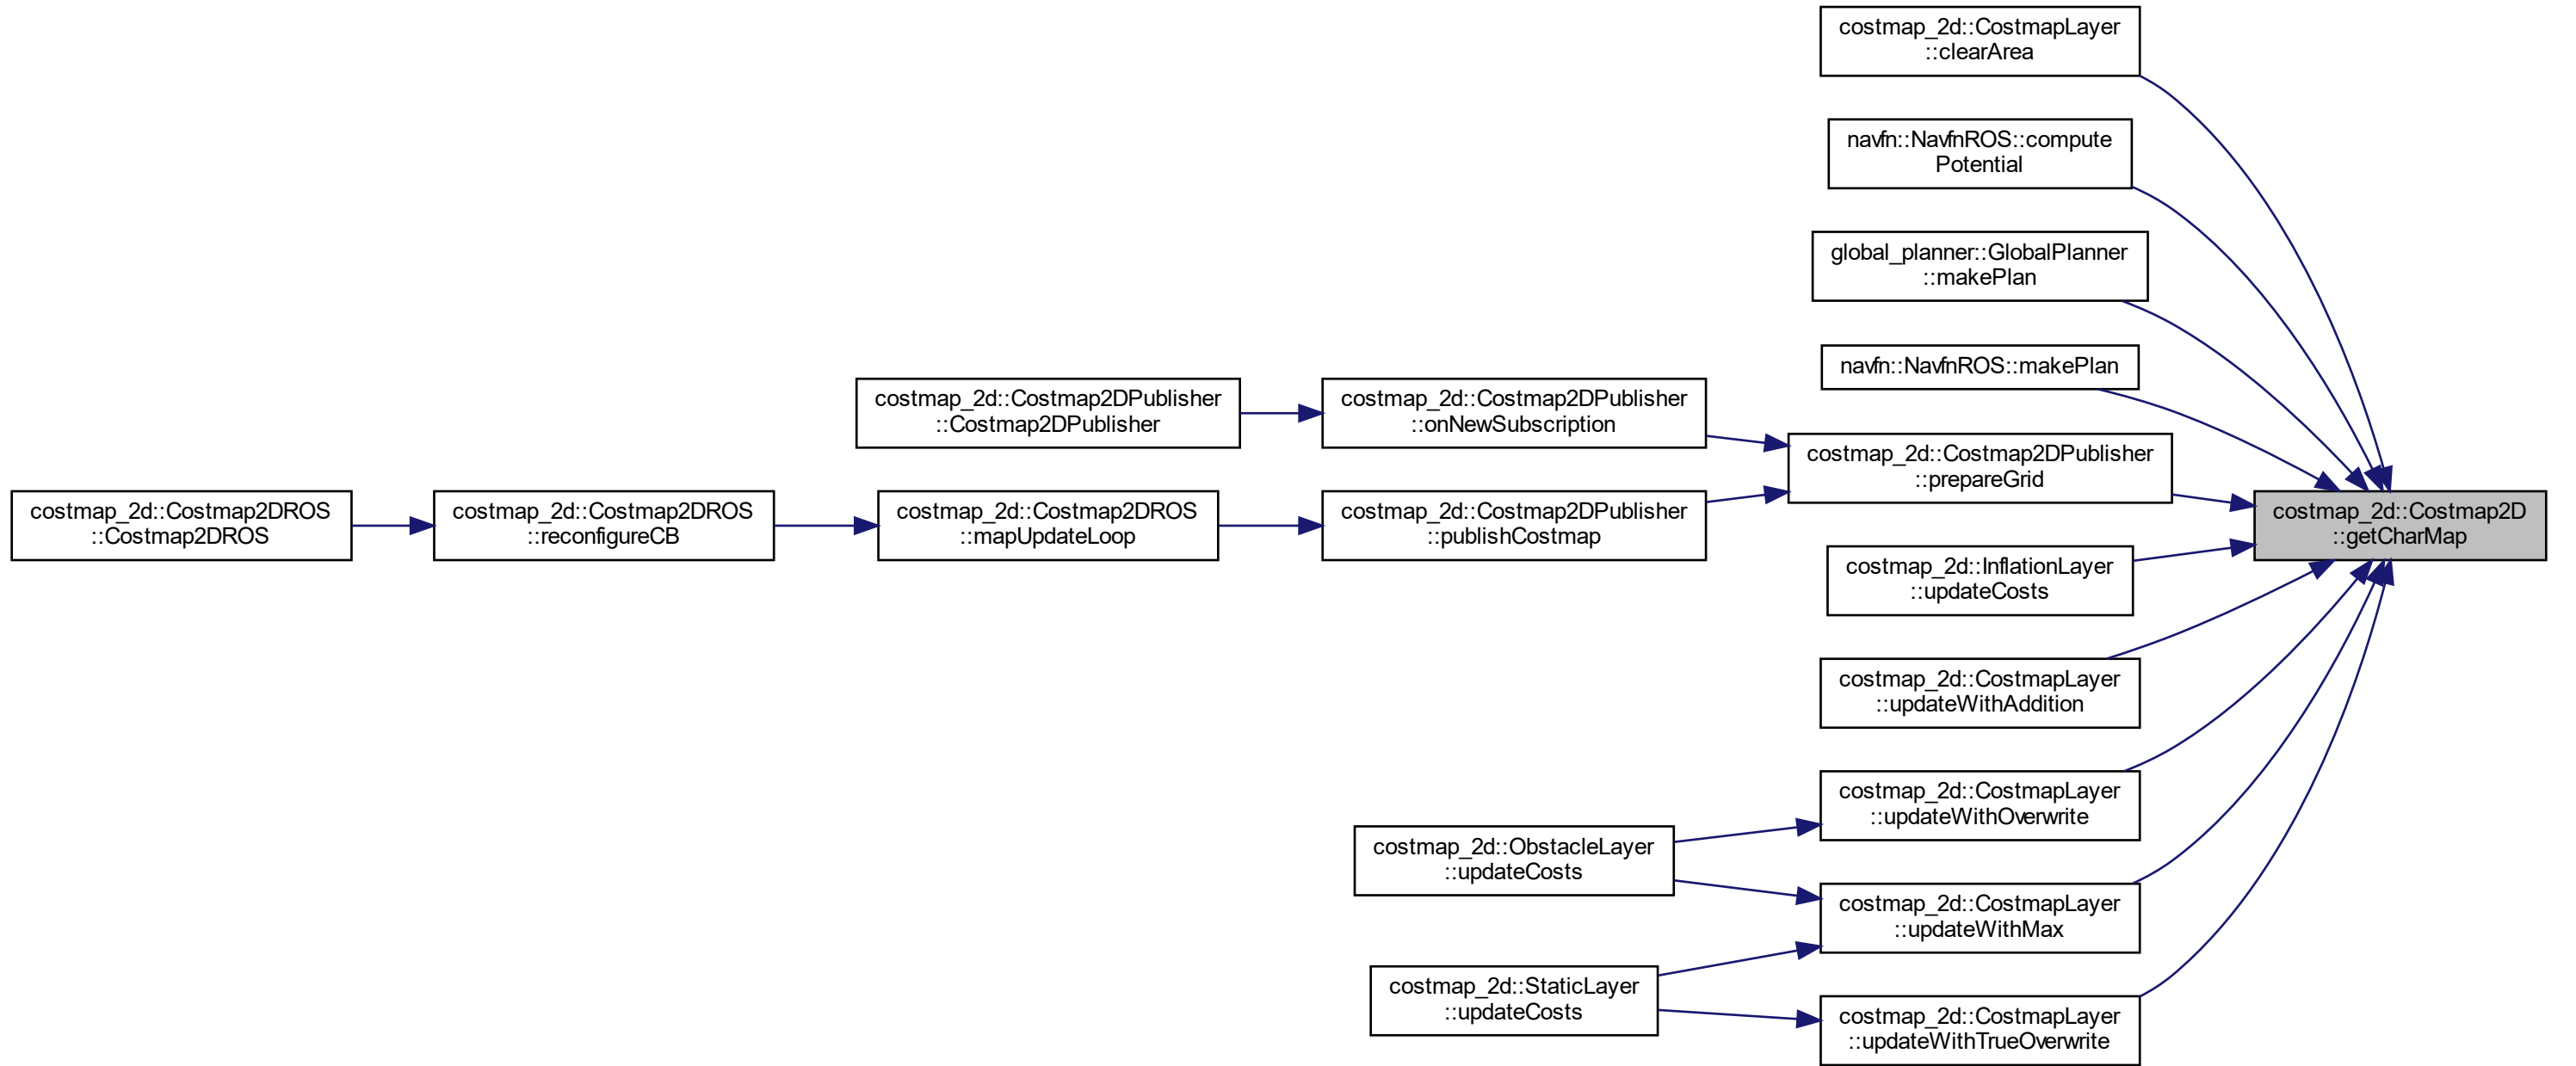 costmap_2d::CostmapLayer
::clearArea
navfn::NavfnROS::compute
Potential
global_planner::GlobalPlanner
::makePlan
navfn::NavfnROS::makePlan
costmap_2d::Costmap2DPublisher
::Costmap2DPublisher
costmap_2d::Costmap2DPublisher
::onNewSubscription
costmap_2d::Costmap2DPublisher
::prepareGrid
costmap_2d::Costmap2DROS
::Costmap2DROS
costmap_2d::Costmap2DROS
::reconfigureCB
costmap_2d::Costmap2DROS
::mapUpdateLoop
costmap_2d::Costmap2DPublisher
::publishCostmap
costmap_2d::Costmap2D
::getCharMap
costmap_2d::InflationLayer
::updateCosts
costmap_2d::CostmapLayer
::updateWithAddition
costmap_2d::CostmapLayer
::updateWithOverwrite
costmap_2d::ObstacleLayer
::updateCosts
costmap_2d::CostmapLayer
::updateWithMax
costmap_2d::StaticLayer
::updateCosts
costmap_2d::CostmapLayer
::updateWithTrueOverwrite